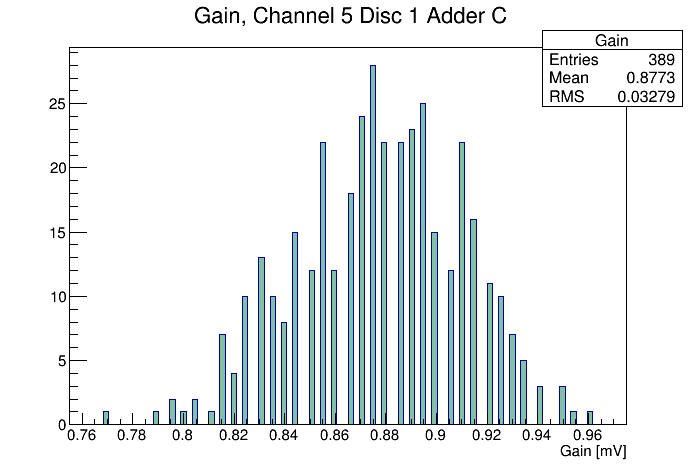 Gain, Channel 5 Disc 1 Adder C
Gain
Entries 389
Mean 0.8773
RMS 0.03279
25
20
15
10
5
0
0.76 0.78 0.8 0.82 0.84 0.86 0.88 0.9 0.92 0.94 0.96
Gain [mV]